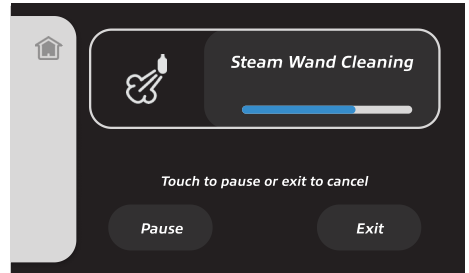 Steam Wand Cleaning
Touch to pause or exit to cancel
Pause
Exit